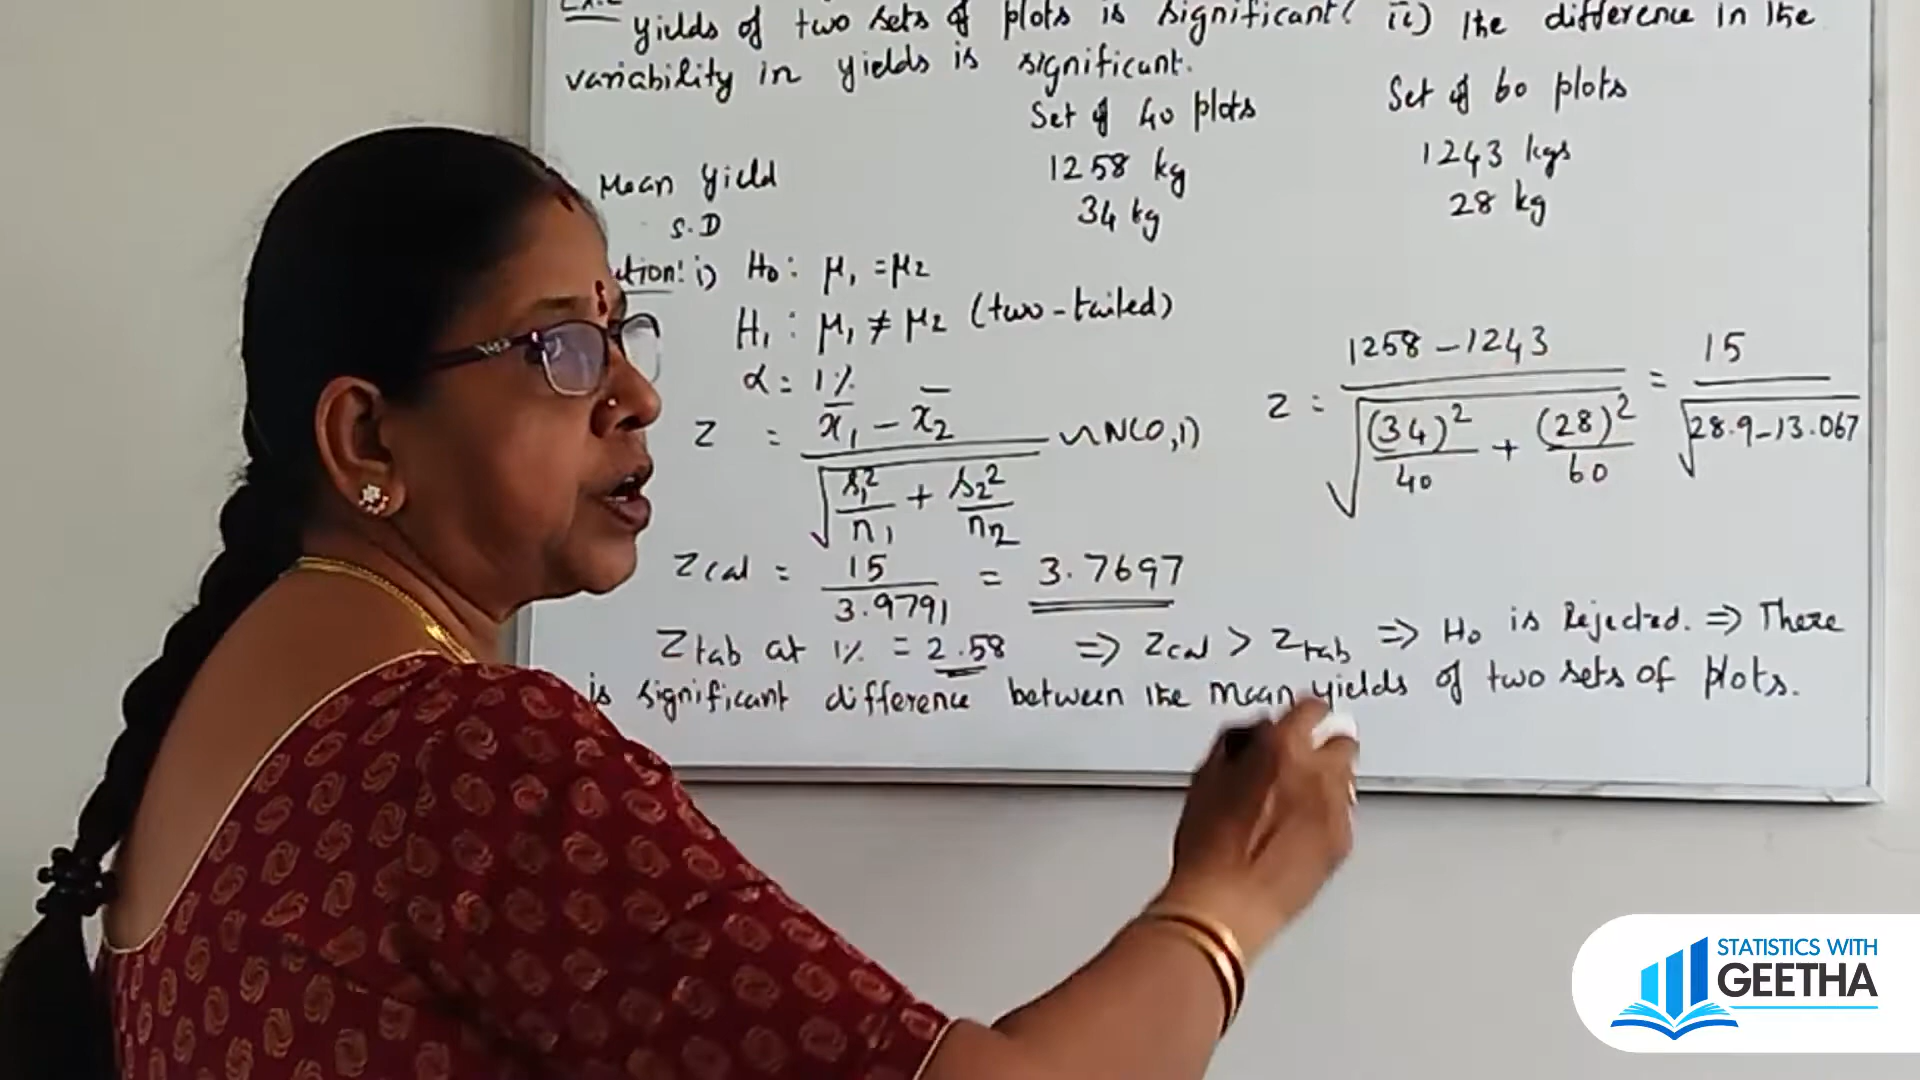 yields of two sets of plots is significant( ii) the difference in the
variability in yields is significant.
Set of 40 plots Set of 60 plots
Mean yield 1258 kg 1243 kgs
S.D 34 kg 28 kg
ution: i) H₀ : μ₁ = μ₂
H₁ : μ₁ ≠ μ₂ (two-tailed)
α = 1%
Z = (x̄₁ − x̄₂) / √(s₁²/n₁ + s₂²/n₂) ~ N(0,1)
Z = (1258 − 1243) / √((34)²/40 + (28)²/60) = 15 / √(28.9 − 13.067)
Zcal = 15 / 3.9791 = 3.7697
Ztab at 1% = 2.58 ⇒ Zcal > Ztab ⇒ H₀ is Rejected. ⇒ There
is significant difference between the mean yields of two sets of plots.
STATISTICS WITH
GEETHA